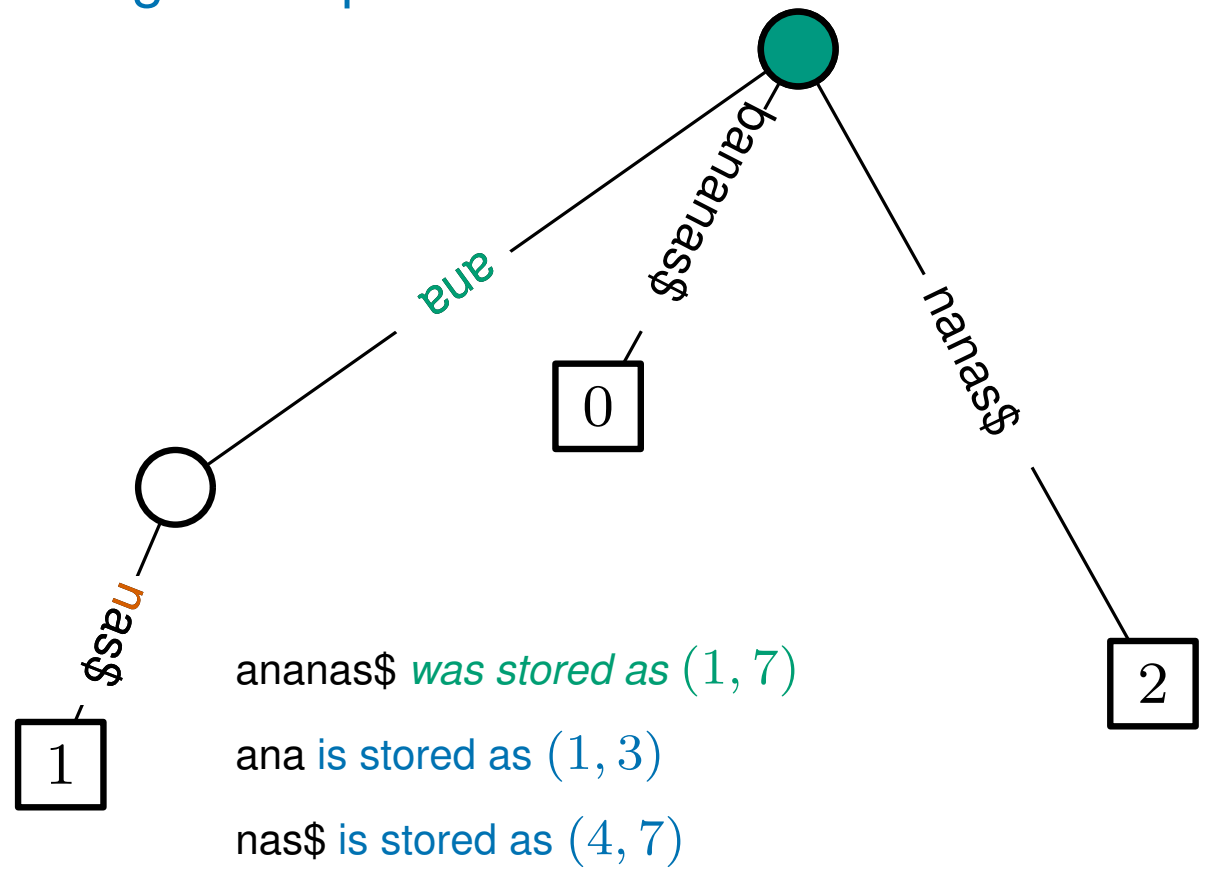 bananas$
ana
nanas$
0
nas$
ananas$ was stored as (1, 7)
2
ana is stored as (1, 3)
1
nas$ is stored as (4, 7)